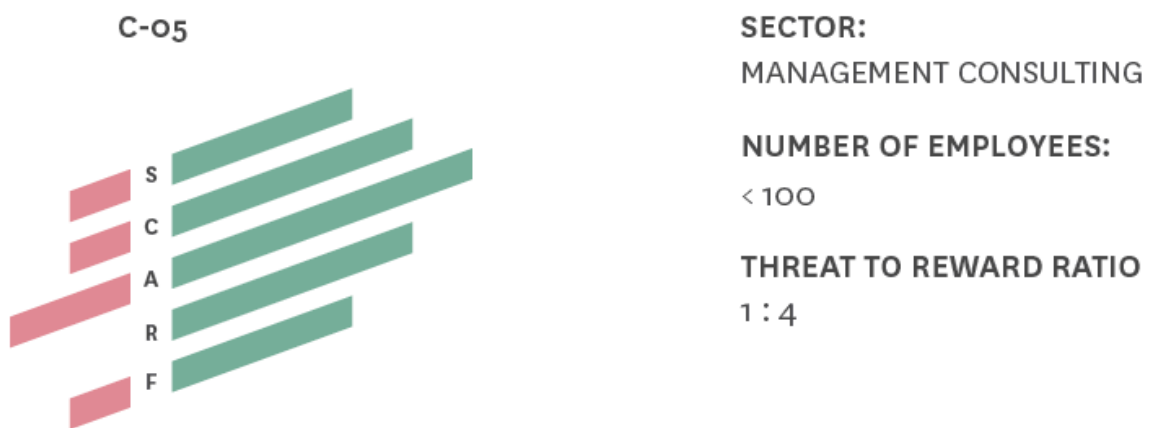 C-05
S
C
A
R
F
SECTOR:
MANAGEMENT CONSULTING
NUMBER OF EMPLOYEES:
< 100
THREAT TO REWARD RATIO
1 : 4